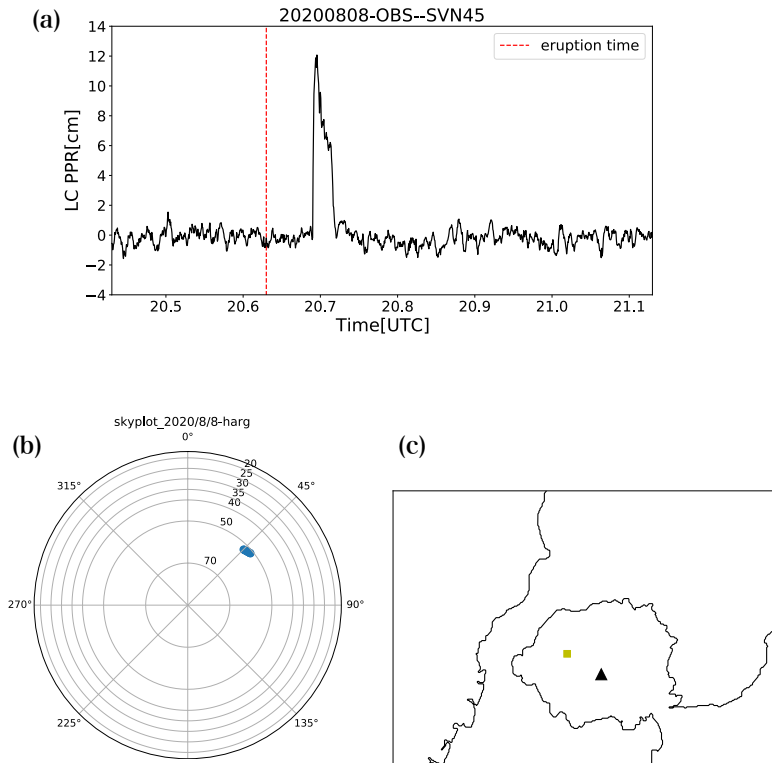 (a)
20200808-OBS--SVN45
eruption time
LC PPR[cm]
14
12
10
8
6
4
2
0
−2
−4
20.5 20.6 20.7 20.8 20.9 21.0 21.1
Time[UTC]
(b)
skyplot_2020/8/8-harg
0°
45°
90°
135°
225°
270°
315°
20
25
30
35
40
50
70
(c)